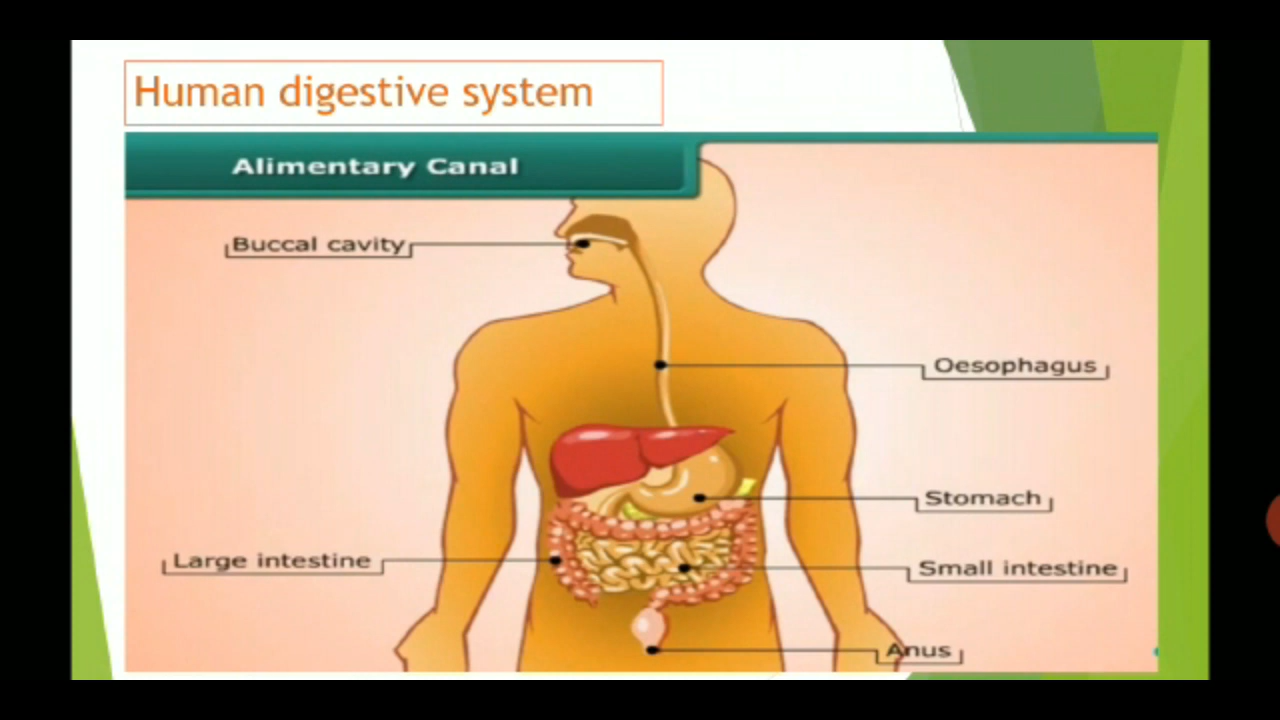 Human digestive system
Alimentary Canal
Buccal cavity
Oesophagus
Stomach
Large intestine
Small intestine
Anus